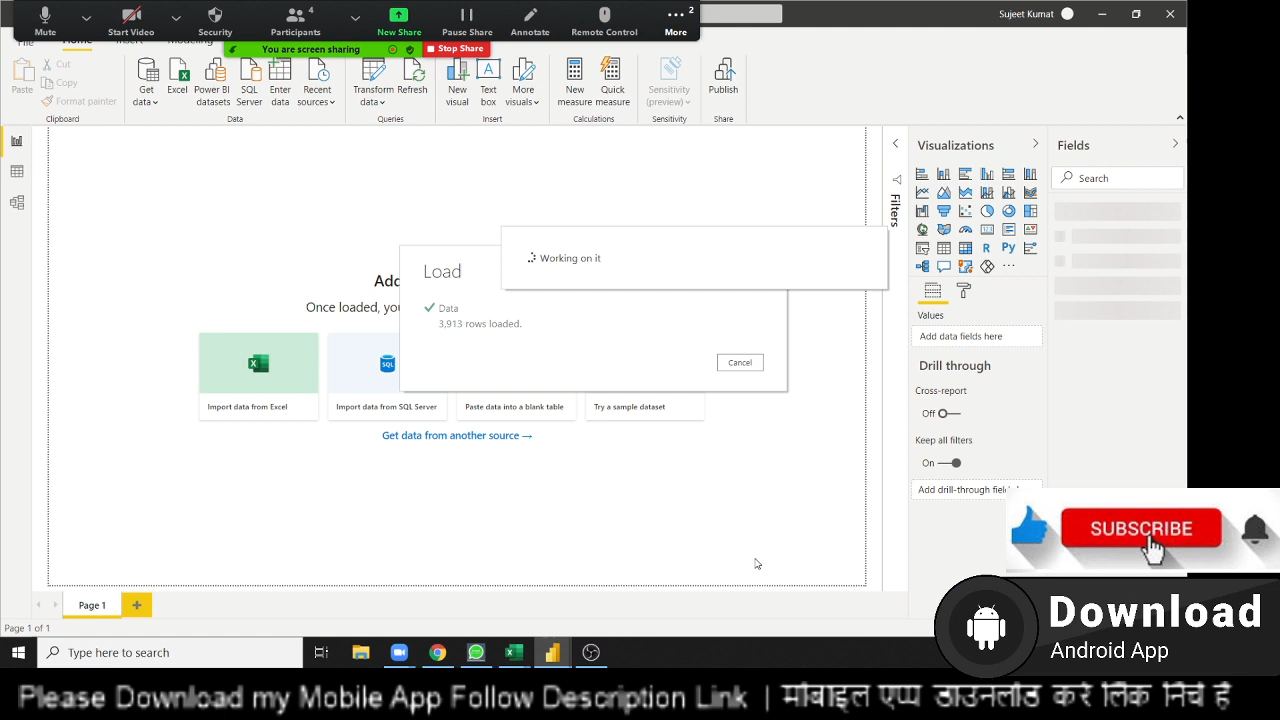 4
2
Mute
Start Video
Security
Participants
New Share
Pause Share
Annotate
Remote Control
More
Sujeet Kumat
You are screen sharing
Stop Share
Paste
Cut
Copy
Format painter
Get data
Excel
Power BI datasets
SQL Server
Enter data
Recent sources
Transform data
Refresh
New visual
Text box
More visuals
New measure
Quick measure
Sensitivity (preview)
Publish
Clipboard
Data
Queries
Insert
Calculations
Sensitivity
Share
Filters
Visualizations
Fields
Search
R
Py
Values
Add data fields here
Drill through
Cross-report
Off
Keep all filters
On
Working on it
Load
Data
3,913 rows loaded.
Cancel
Add
Once loaded, yo
X
SQL
Import data from Excel
Import data from SQL Server
Paste data into a blank table
Try a sample dataset
Get data from another source →
SUBSCRIBE
Download
Android App
Page 1
Page 1 of 1
Type here to search
Please Download my Mobile App Follow Description Link | मोबाइल एप्प डाउनलोड करे लिंक निचे है